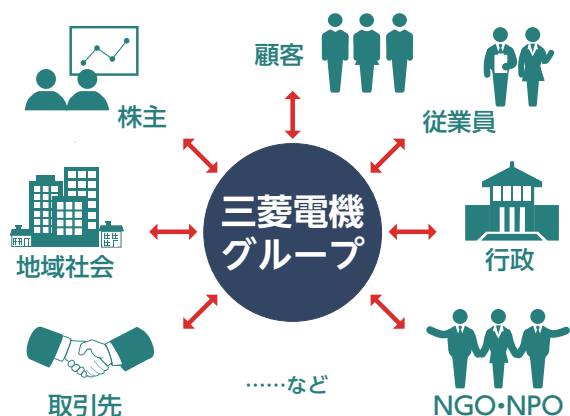 顧客
株主
従業員
三菱電機
グループ
地域社会
行政
取引先
……など
NGO・NPO